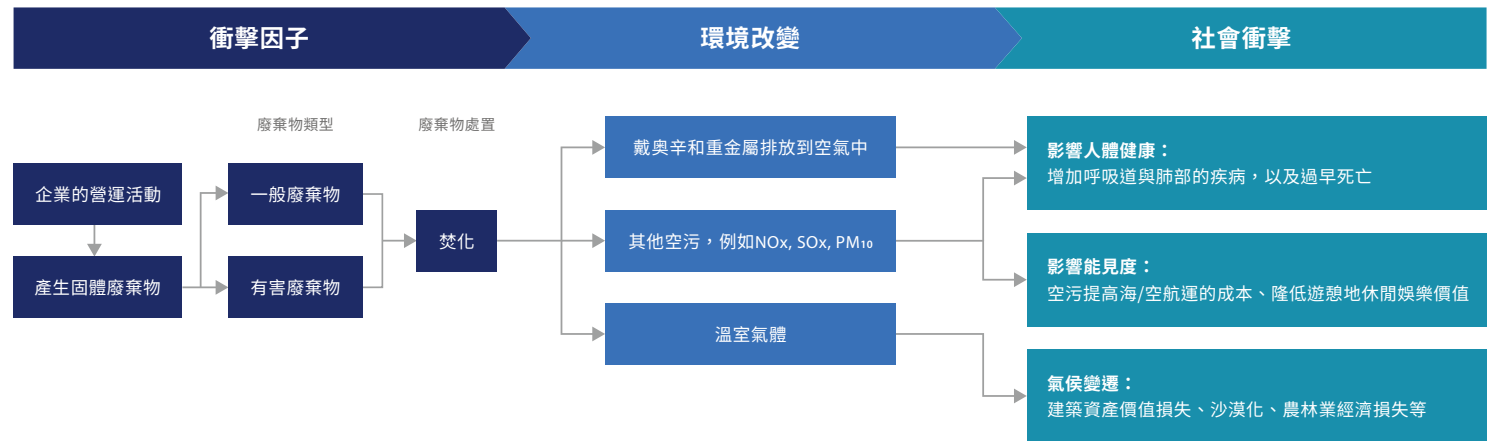 衝擊因子
環境改變
社會衝擊
廢棄物類型
廢棄物處置
企業的營運活動
產生固體廢棄物
一般廢棄物
有害廢棄物
焚化
戴奧辛和重金屬排放到空氣中
其他空污，例如NOx, SOx, PM₁₀
溫室氣體
影響人體健康：
增加呼吸道與肺部的疾病，以及過早死亡
影響能見度：
空污提高海/空航運的成本、降低遊憩地休閒娛樂價值
氣侯變遷：
建築資產價值損失、沙漠化、農林業經濟損失等